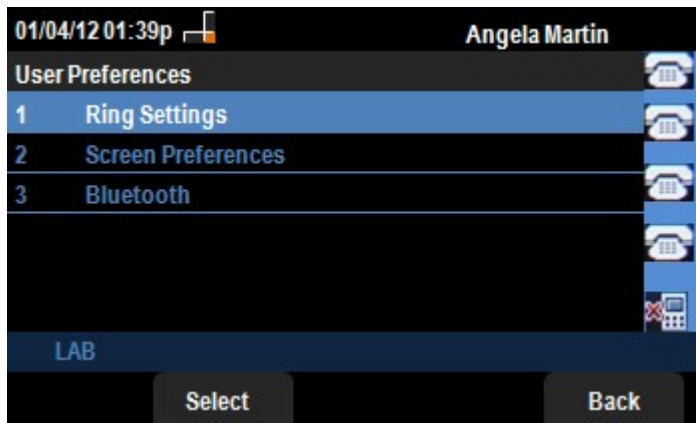 01/04/12 01:39p Angela Martin
User Preferences
1 Ring Settings
2 Screen Preferences
3 Bluetooth
LAB
Select Back